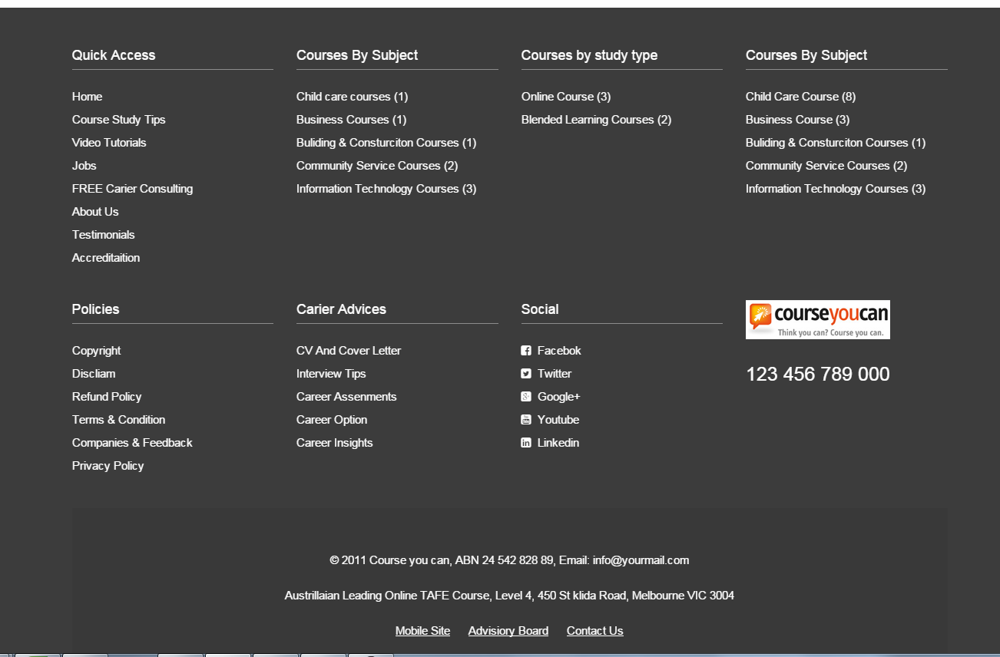 Quick Access
Home
Course Study Tips
Video Tutorials
Jobs
FREE Carier Consulting
About Us
Testimonials
Accreditaition
Courses By Subject
Child care courses (1)
Business Courses (1)
Buliding & Consturciton Courses (1)
Community Service Courses (2)
Information Technology Courses (3)
Courses by study type
Online Course (3)
Blended Learning Courses (2)
Courses By Subject
Child Care Course (8)
Business Course (3)
Buliding & Consturciton Courses (1)
Community Service Courses (2)
Information Technology Courses (3)
Policies
Copyright
Discliam
Refund Policy
Terms & Condition
Companies & Feedback
Privacy Policy
Carier Advices
CV And Cover Letter
Interview Tips
Career Assenments
Career Option
Career Insights
Social
Facebok
Twitter
Google+
Youtube
Linkedin
courseyoucan
Think you can? Course you can.
123 456 789 000
© 2011 Course you can, ABN 24 542 828 89, Email: info@yourmail.com
Austrillaian Leading Online TAFE Course, Level 4, 450 St klida Road, Melbourne VIC 3004
Mobile Site Advisiory Board Contact Us